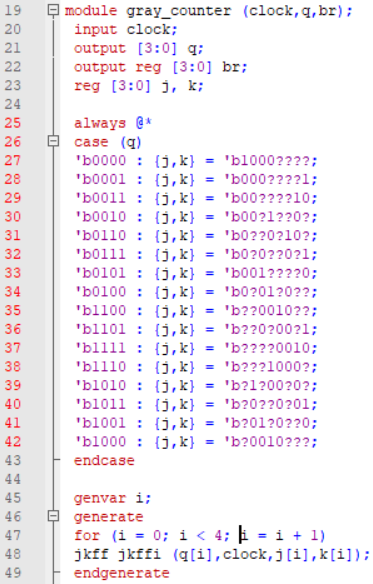 19 module gray_counter (clock,q,br);
20 input clock;
21 output [3:0] q;
22 output reg [3:0] br;
23 reg [3:0] j, k;
24
25 always @*
26 case (q)
27 'b0000 : {j,k} = 'b1000????;
28 'b0001 : {j,k} = 'b000????1;
29 'b0011 : {j,k} = 'b00????10;
30 'b0010 : {j,k} = 'b00?1??0?;
31 'b0110 : {j,k} = 'b0??0?10?;
32 'b0111 : {j,k} = 'b0?0??0?1;
33 'b0101 : {j,k} = 'b001????0;
34 'b0100 : {j,k} = 'b0?01?0??;
35 'b1100 : {j,k} = 'b??0010??;
36 'b1101 : {j,k} = 'b??0?00?1;
37 'b1111 : {j,k} = 'b????0010;
38 'b1110 : {j,k} = 'b???1000?;
39 'b1010 : {j,k} = 'b?1?00?0?;
40 'b1011 : {j,k} = 'b?0??0?01;
41 'b1001 : {j,k} = 'b?01?0??0;
42 'b1000 : {j,k} = 'b?0010???;
43 endcase
44
45 genvar i;
46 generate
47 for (i = 0; i < 4; i = i + 1)
48 jkff jkffi (q[i],clock,j[i],k[i]);
49 endgenerate